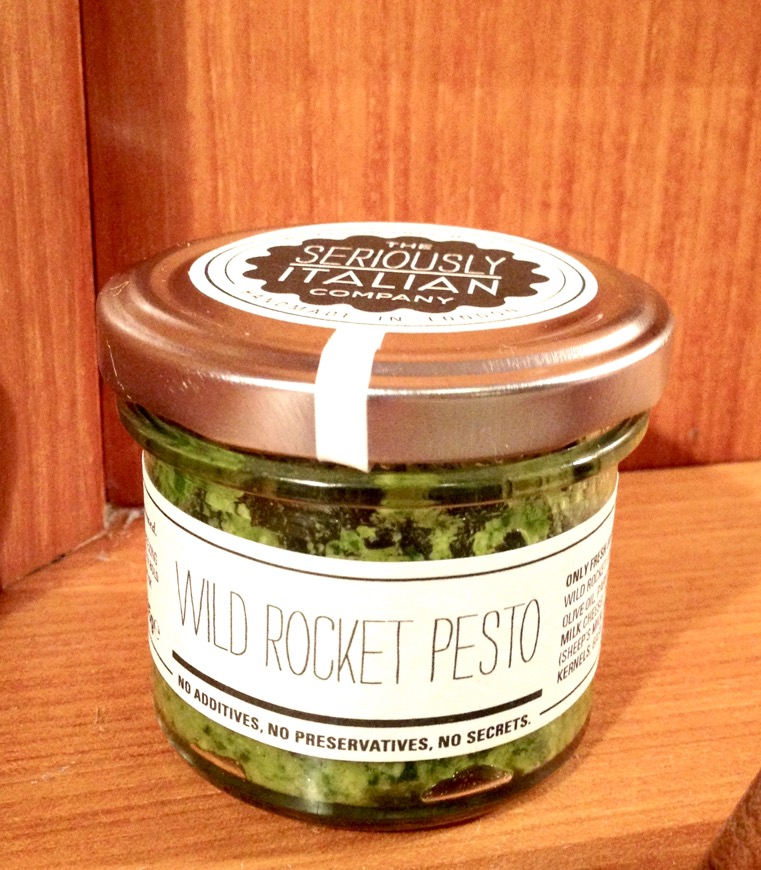 THE
SERIOUSLY
ITALIAN
COMPANY
HANDMADE IN LONDON
WILD ROCKET PESTO
NO ADDITIVES, NO PRESERVATIVES, NO SECRETS.
ONLY FRESH
WILD ROCKET
OLIVE OIL,
MILK CHEESE
(SHEEP'S
KERNELS,